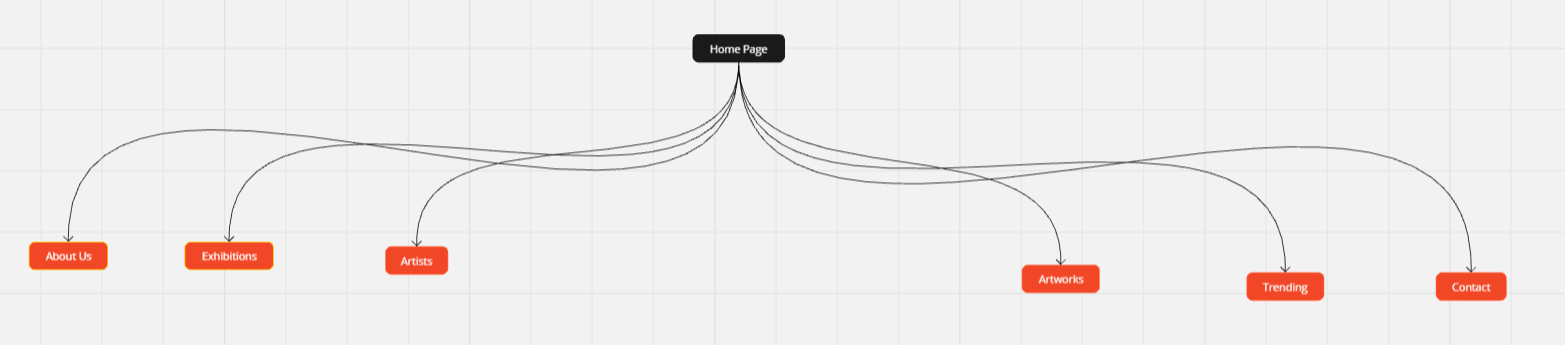 Home Page
About Us
Exhibitions
Artists
Artworks
Trending
Contact